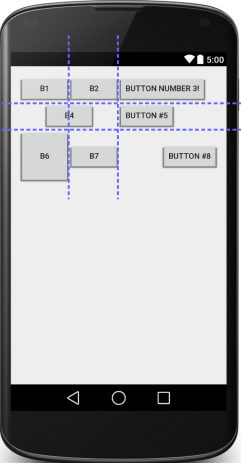 5:00
B1 B2 BUTTON NUMBER 3!
B4 BUTTON #5
B6 B7 BUTTON #8